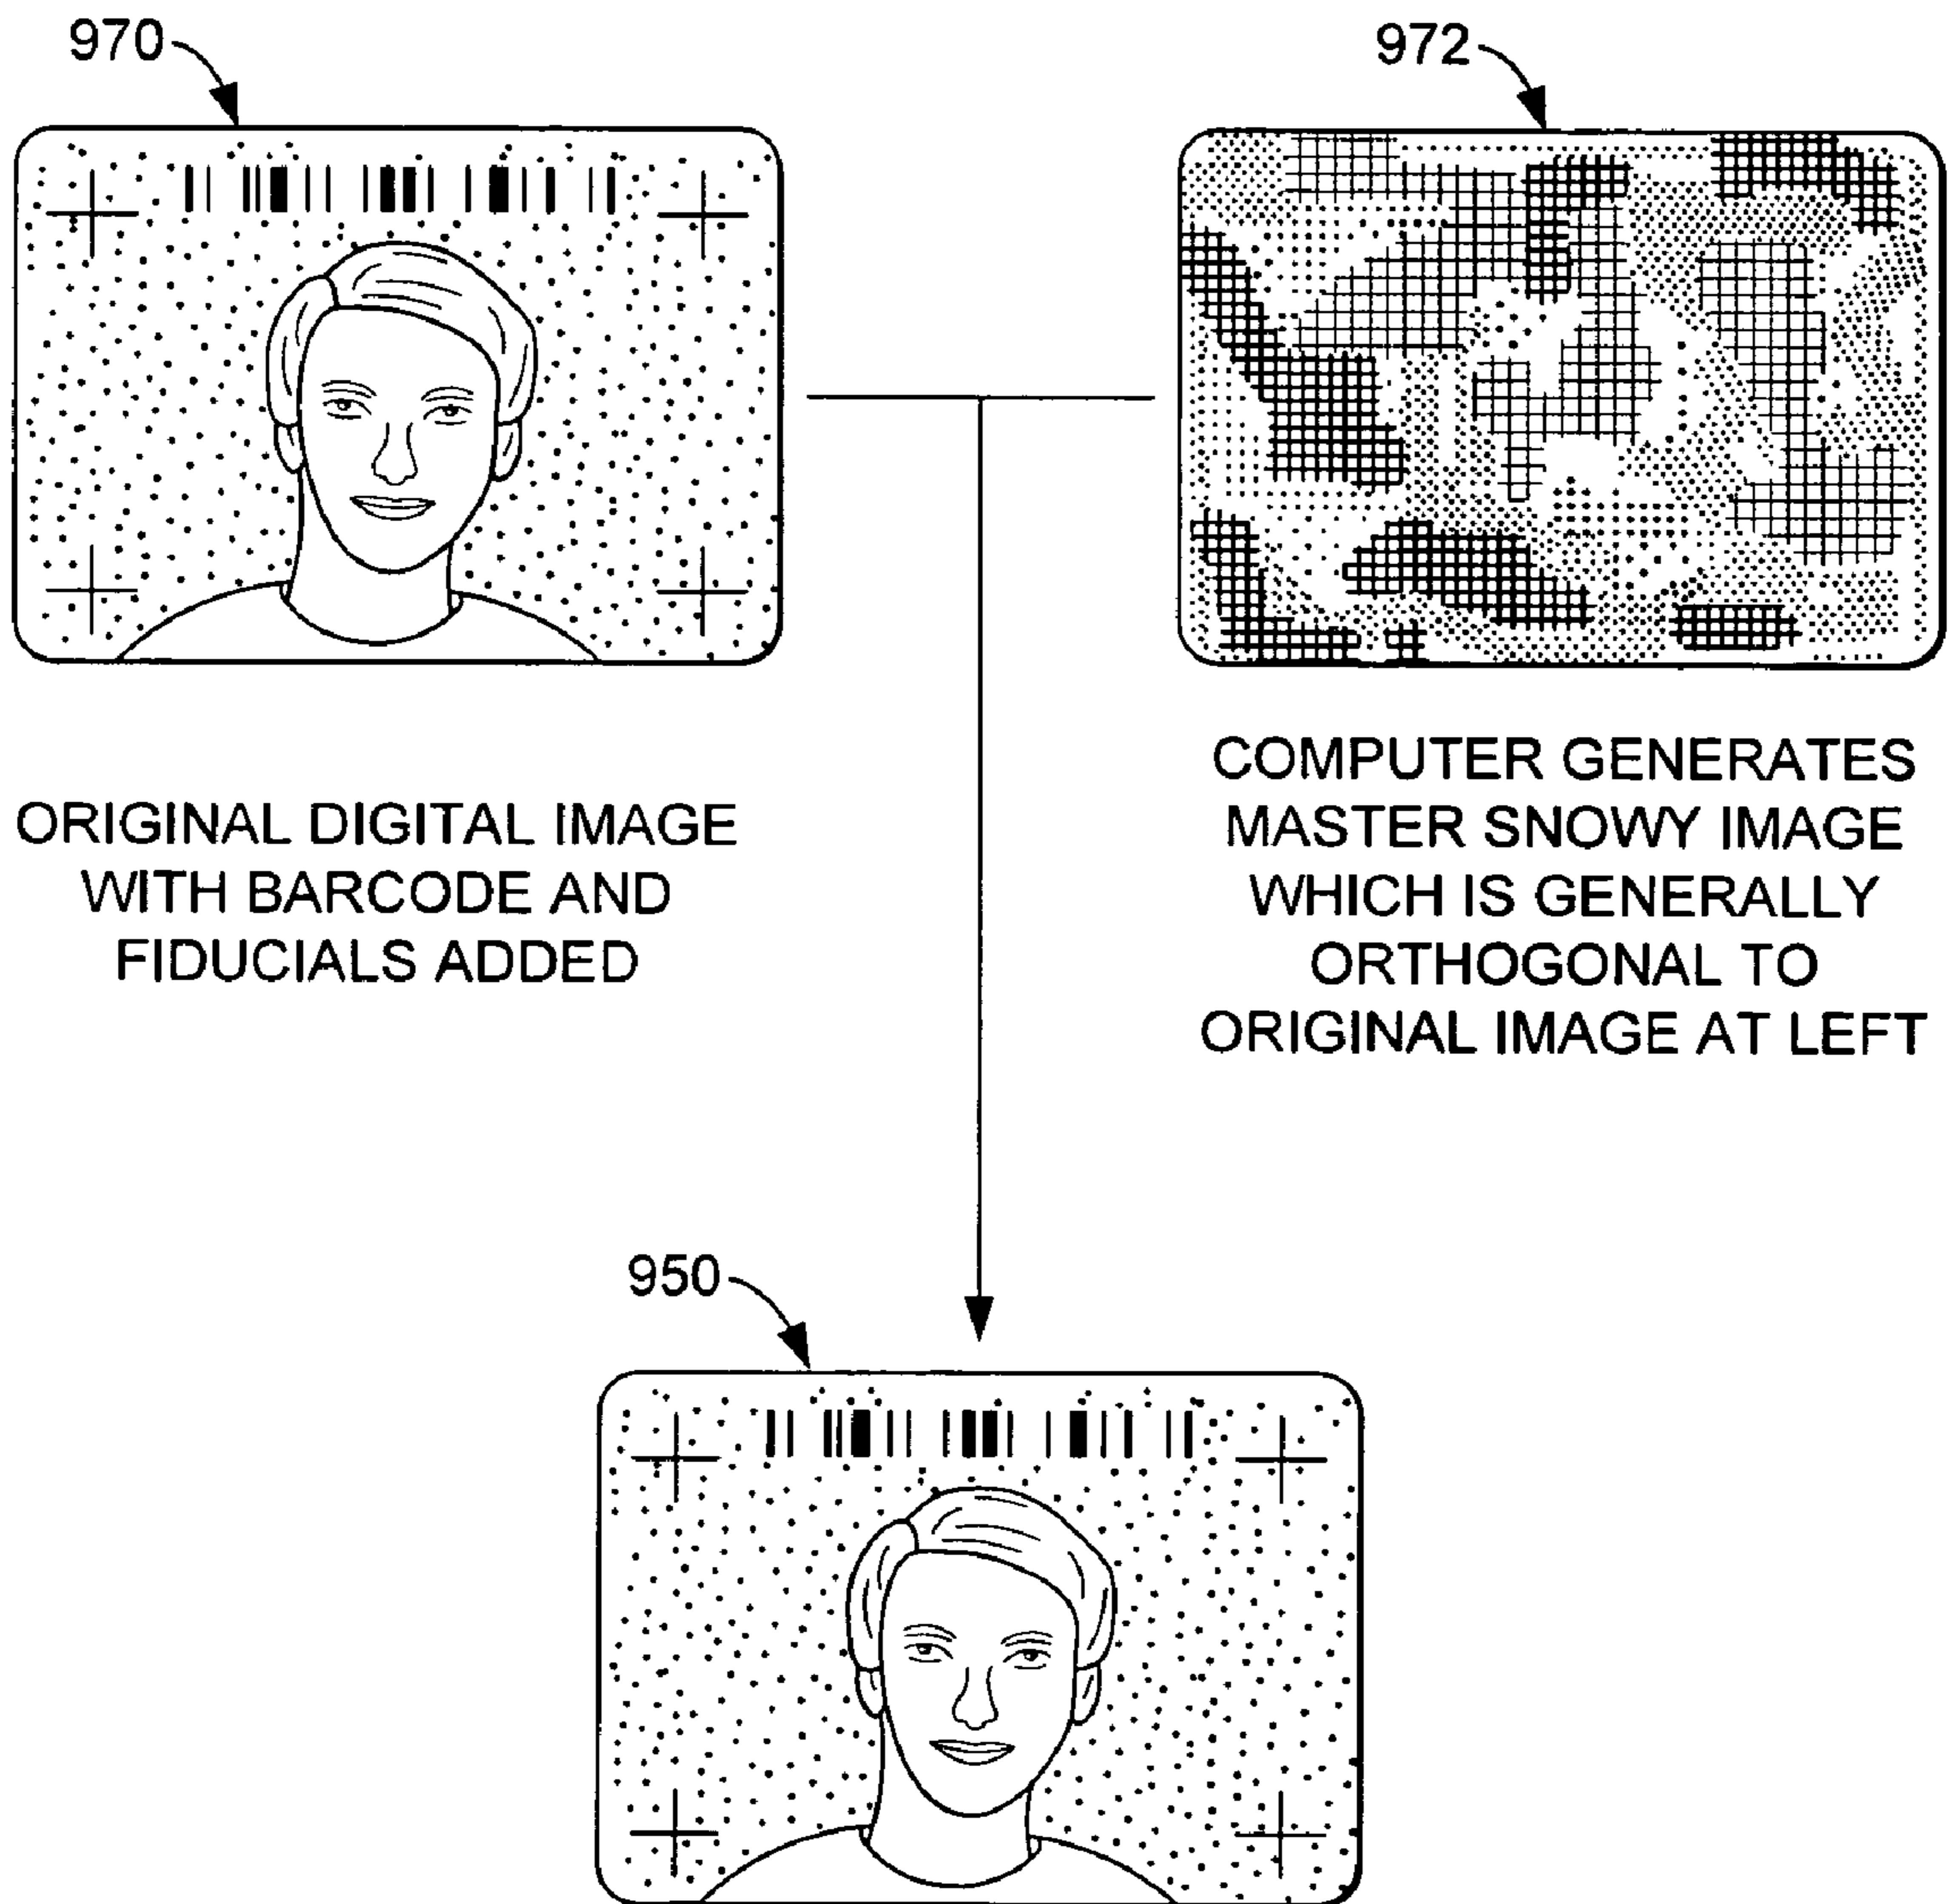 970
972
ORIGINAL DIGITAL IMAGE
WITH BARCODE AND
FIDUCIALS ADDED
COMPUTER GENERATES
MASTER SNOWY IMAGE
WHICH IS GENERALLY
ORTHOGONAL TO
ORIGINAL IMAGE AT LEFT
950